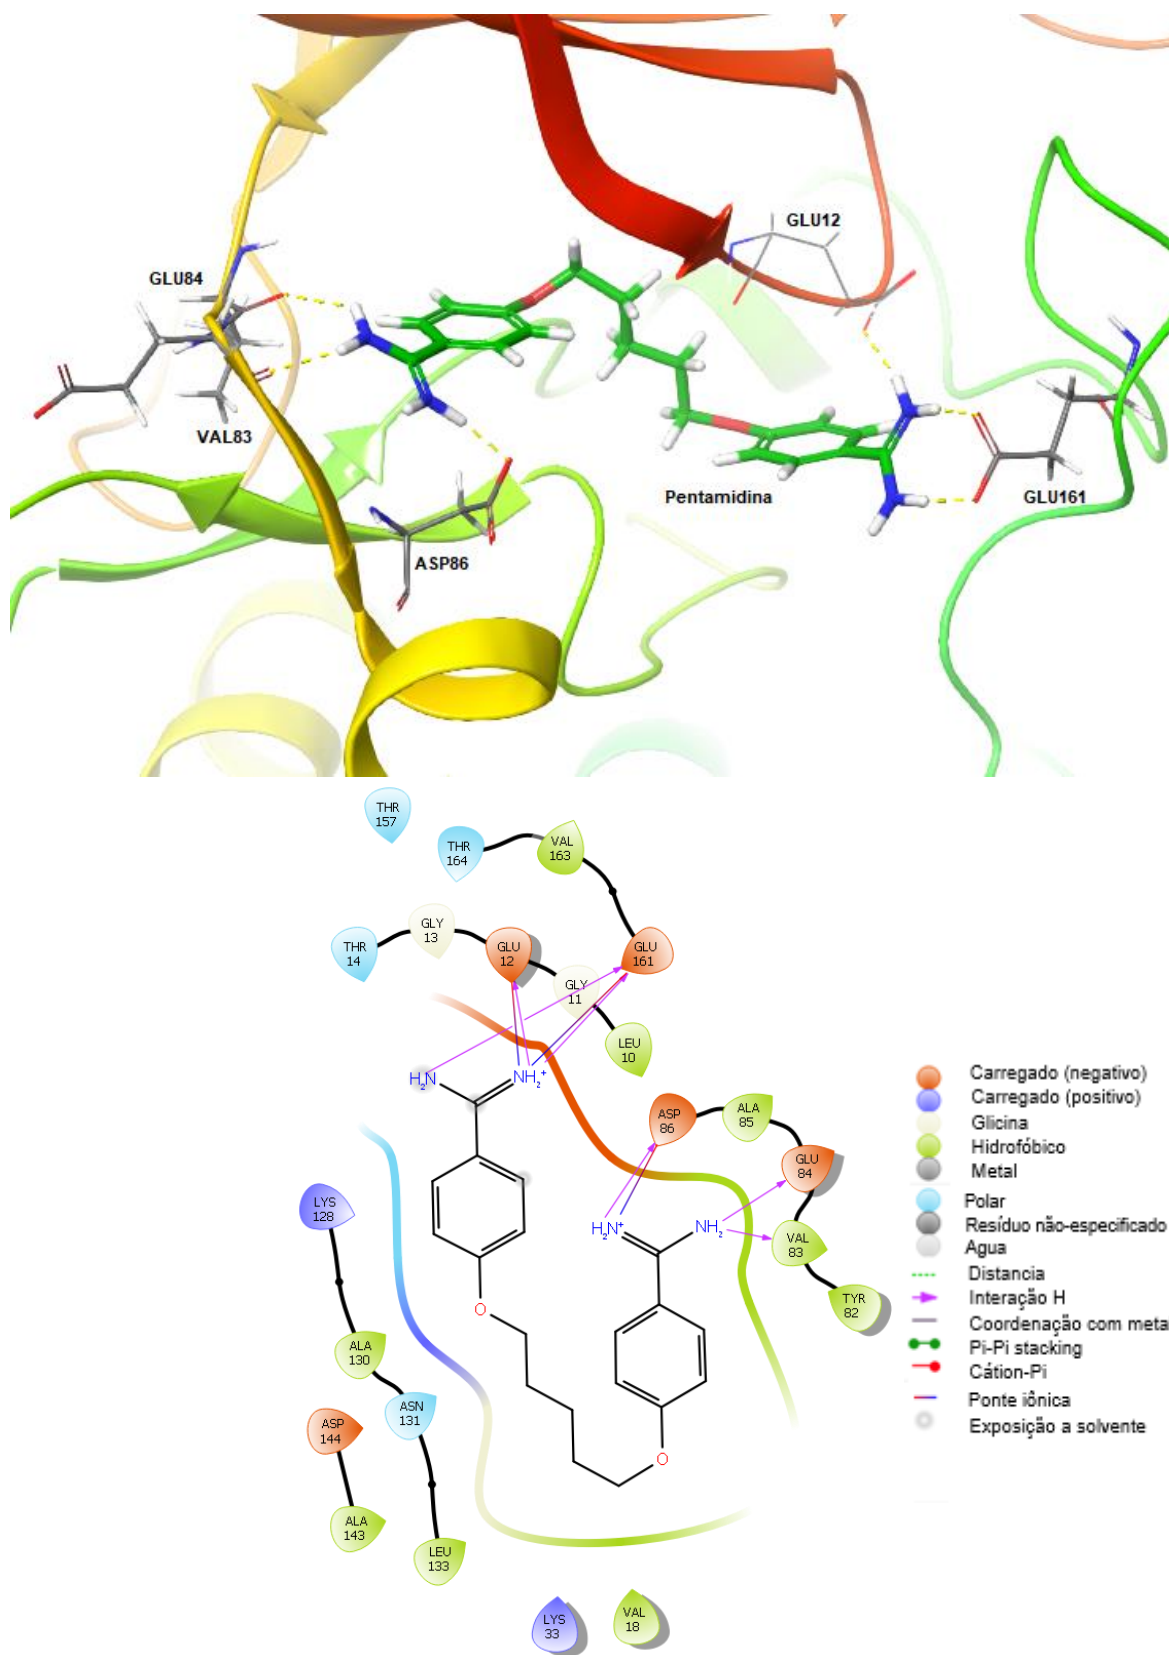 GLU12
GLU84
VAL83
Pentamidina
GLU161
ASP86
THR
157
THR
164
VAL
163
GLY
13
THR
14
GLU
12
GLU
161
GLY
11
LEU
10
H₂N
NH₂⁺
ASP
86
ALA
85
GLU
84
LYS
128
H₂N⁺
NH₂
VAL
83
TYR
82
O
ALA
130
ASN
131
ASP
144
O
ALA
143
LEU
133
LYS
33
VAL
18
Carregado (negativo)
Carregado (positivo)
Glicina
Hidrofóbico
Metal
Polar
Resíduo não-especificado
Agua
Distancia
Interação H
Coordenação com meta
Pi-Pi stacking
Cátion-Pi
Ponte iônica
Exposição a solvente